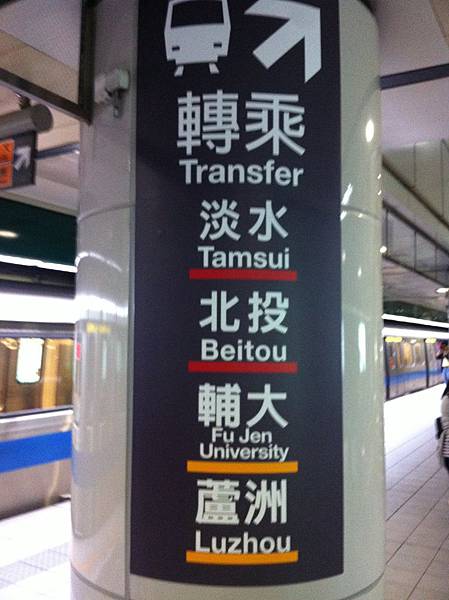 轉乘
Transfer
淡水
Tamsui
北投
Beitou
輔大
Fu Jen
University
蘆洲
Luzhou